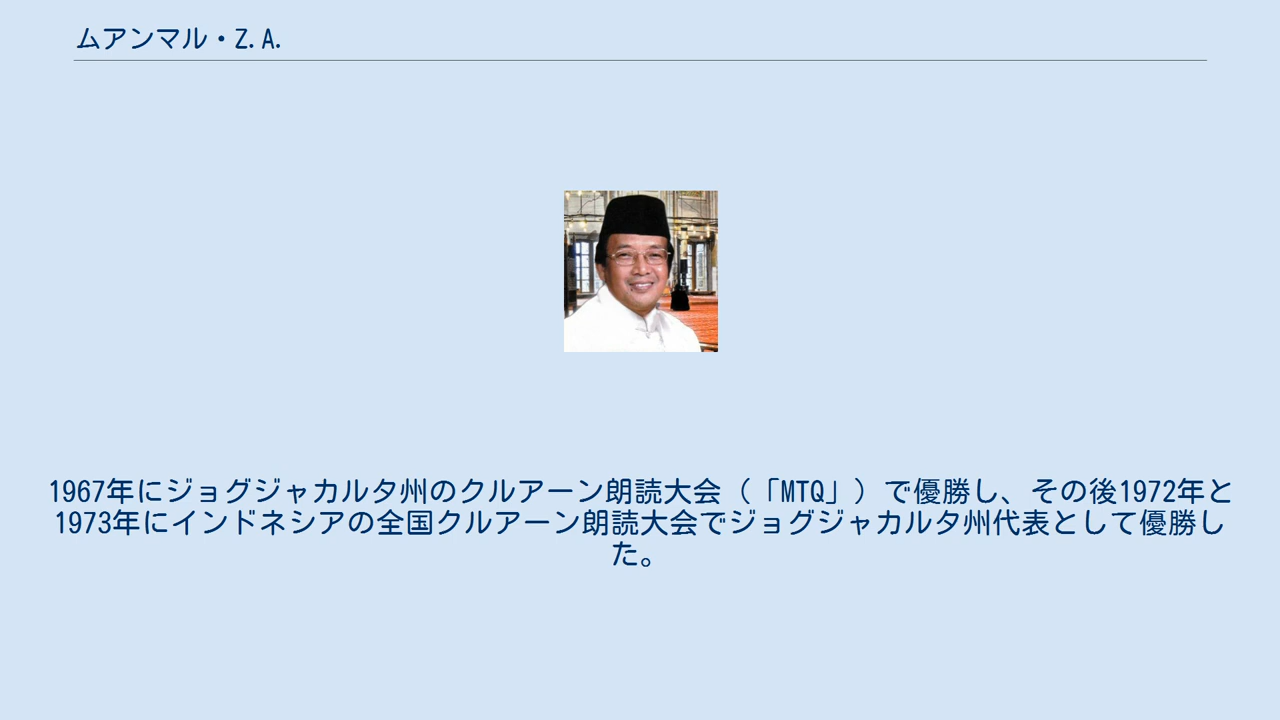 ムアンマル・Z.A.
1967年にジョグジャカルタ州のクルアーン朗読大会（「MTQ」）で優勝し、その後1972年と
1973年にインドネシアの全国クルアーン朗読大会でジョグジャカルタ州代表として優勝し
た。